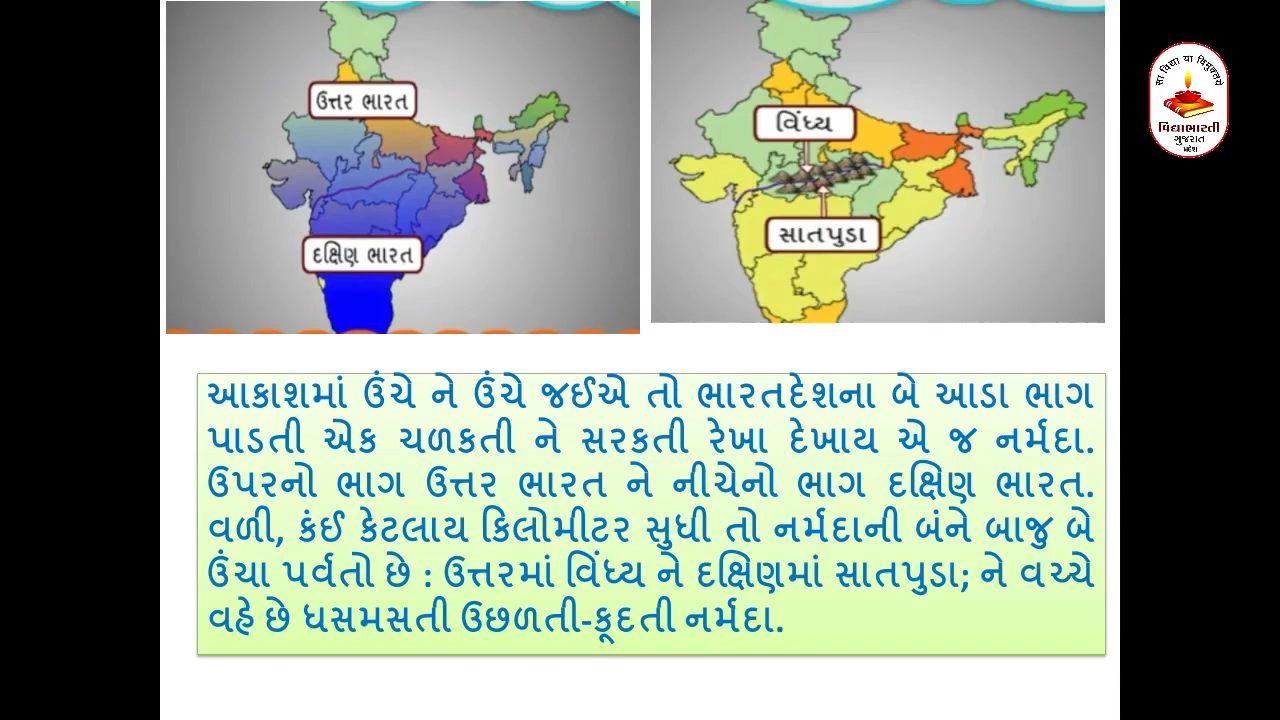 ઉત્તર ભારત
દક્ષિણ ભારત
વિંધ્ય
સાતપુડા
સા વિદ્યા યા વિમુક્તયે
વિદ્યાભારતી
ગુજરાત
પ્રદેશ
આકાશમાં ઉંચે ને ઉંચે જઈએ તો ભારતદેશના બે આડા ભાગ
પાડતી એક ચળકતી ને સરકતી રેખા દેખાય એ જ નર્મદા.
ઉપરનો ભાગ ઉત્તર ભારત ને નીચેનો ભાગ દક્ષિણ ભારત.
વળી, કંઈ કેટલાય કિલોમીટર સુધી તો નર્મદાની બંને બાજુ બે
ઉંચા પર્વતો છે : ઉત્તરમાં વિંધ્ય ને દક્ષિણમાં સાતપુડા; ને વચ્ચે
વહે છે ધસમસતી ઉછળતી-કૂદતી નર્મદા.